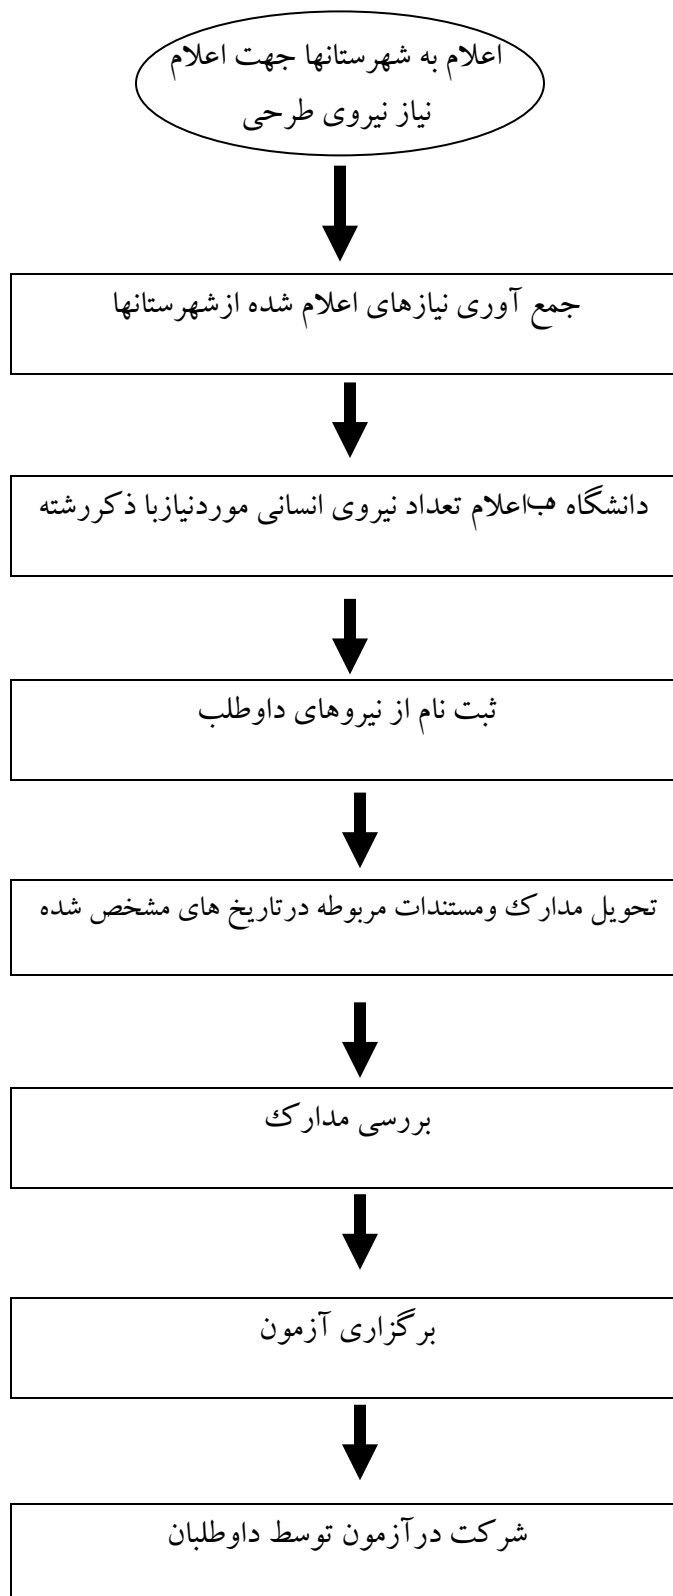 اعلام به شهرستانها جهت اعلام
نیاز نیروی طرحی
جمع آوری نیازهای اعلام شده ازشهرستانها
دانشگاه هباعلام تعداد نیروی انسانی موردنیازبا ذکررشته
ثبت نام از نیروهای داوطلب
تحویل مدارک ومستندات مربوطه درتاریخ های مشخص شده
بررسی مدارک
برگزاری آزمون
شرکت درآزمون توسط داوطلبان